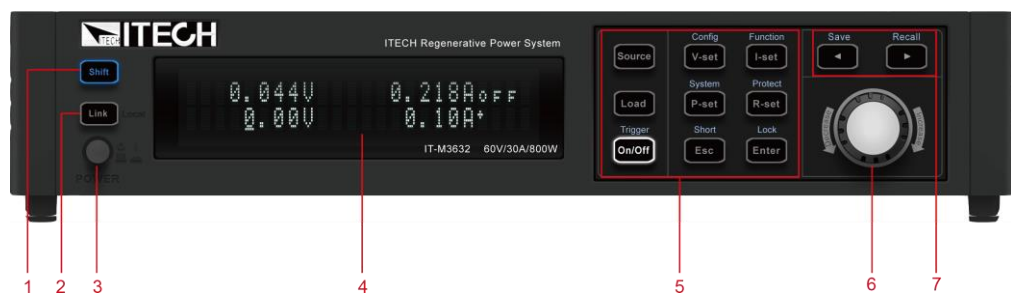 ITECH ITECH
ITECH Regenerative Power System
Shift
Link
Local
POWER
0.044V 0.218A OFF
0.00V 0.10A+
IT-M3632 60V/30A/800W
Config Function
Source V-set I-set
System Protect
Load P-set R-set
Trigger Short Lock
On/Off Esc Enter
Save Recall
◄ ►
1 2 3 4 5 6 7